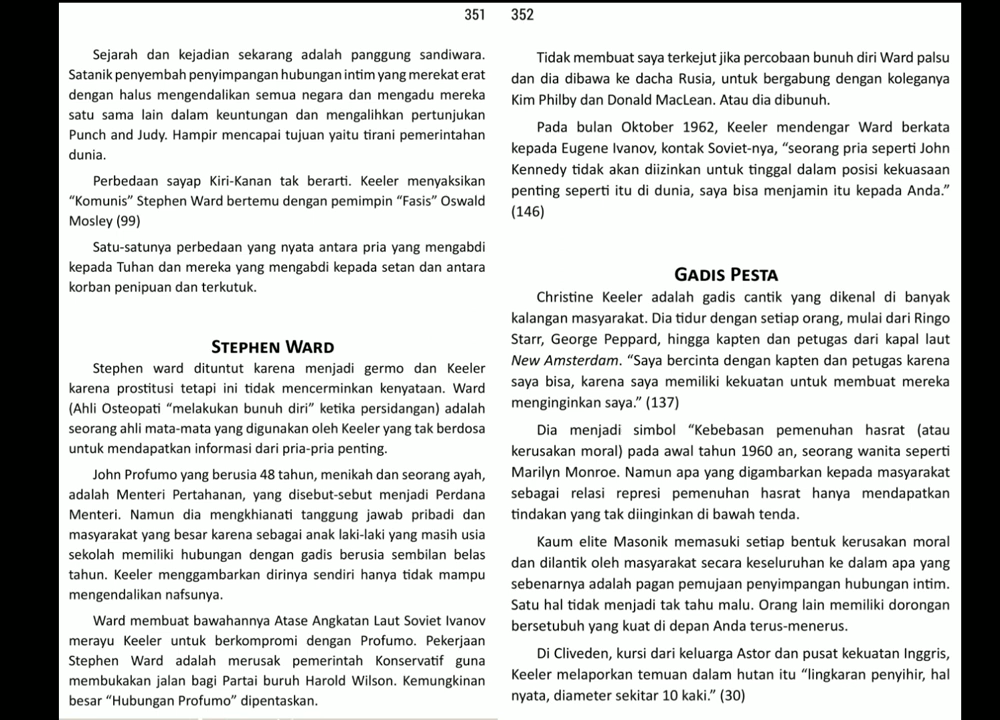 351
Sejarah dan kejadian sekarang adalah panggung sandiwara.
Satanik penyembah penyimpangan hubungan intim yang merekat erat
dengan halus mengendalikan semua negara dan mengadu mereka
satu sama lain dalam keuntungan dan mengalihkan pertunjukan
Punch and Judy. Hampir mencapai tujuan yaitu tirani pemerintahan
dunia.
Perbedaan sayap Kiri-Kanan tak berarti. Keeler menyaksikan
“Komunis” Stephen Ward bertemu dengan pemimpin “Fasis” Oswald
Mosley (99)
Satu-satunya perbedaan yang nyata antara pria yang mengabdi
kepada Tuhan dan mereka yang mengabdi kepada setan dan antara
korban penipuan dan terkutuk.
STEPHEN WARD
Stephen ward dituntut karena menjadi germo dan Keeler
karena prostitusi tetapi ini tidak mencerminkan kenyataan. Ward
(Ahli Osteopati “melakukan bunuh diri” ketika persidangan) adalah
seorang ahli mata-mata yang digunakan oleh Keeler yang tak berdosa
untuk mendapatkan informasi dari pria-pria penting.
John Profumo yang berusia 48 tahun, menikah dan seorang ayah,
adalah Menteri Pertahanan, yang disebut-sebut menjadi Perdana
Menteri. Namun dia mengkhianati tanggung jawab pribadi dan
masyarakat yang besar karena sebagai anak laki-laki yang masih usia
sekolah memiliki hubungan dengan gadis berusia sembilan belas
tahun. Keeler menggambarkan dirinya sendiri hanya tidak mampu
mengendalikan nafsunya.
Ward membuat bawahannya Atase Angkatan Laut Soviet Ivanov
merayu Keeler untuk berkompromi dengan Profumo. Pekerjaan
Stephen Ward adalah merusak pemerintah Konservatif guna
membukakan jalan bagi Partai buruh Harold Wilson. Kemungkinan
besar “Hubungan Profumo” dipentaskan.
352
Tidak membuat saya terkejut jika percobaan bunuh diri Ward palsu
dan dia dibawa ke dacha Rusia, untuk bergabung dengan koleganya
Kim Philby dan Donald MacLean. Atau dia dibunuh.
Pada bulan Oktober 1962, Keeler mendengar Ward berkata
kepada Eugene Ivanov, kontak Soviet-nya, “seorang pria seperti John
Kennedy tidak akan diizinkan untuk tinggal dalam posisi kekuasaan
penting seperti itu di dunia, saya bisa menjamin itu kepada Anda.”
(146)
GADIS PESTA
Christine Keeler adalah gadis cantik yang dikenal di banyak
kalangan masyarakat. Dia tidur dengan setiap orang, mulai dari Ringo
Starr, George Peppard, hingga kapten dan petugas dari kapal laut
New Amsterdam. “Saya bercinta dengan kapten dan petugas karena
saya bisa, karena saya memiliki kekuatan untuk membuat mereka
menginginkan saya.” (137)
Dia menjadi simbol “Kebebasan pemenuhan hasrat (atau
kerusakan moral) pada awal tahun 1960 an, seorang wanita seperti
Marilyn Monroe. Namun apa yang digambarkan kepada masyarakat
sebagai relasi represi pemenuhan hasrat hanya mendapatkan
tindakan yang tak diinginkan di bawah tenda.
Kaum elite Masonik memasuki setiap bentuk kerusakan moral
dan dilantik oleh masyarakat secara keseluruhan ke dalam apa yang
sebenarnya adalah pagan pemujaan penyimpangan hubungan intim.
Satu hal tidak menjadi tak tahu malu. Orang lain memiliki dorongan
bersetubuh yang kuat di depan Anda terus-menerus.
Di Cliveden, kursi dari keluarga Astor dan pusat kekuatan Inggris,
Keeler melaporkan temuan dalam hutan itu “lingkaran penyihir, hal
nyata, diameter sekitar 10 kaki.” (30)